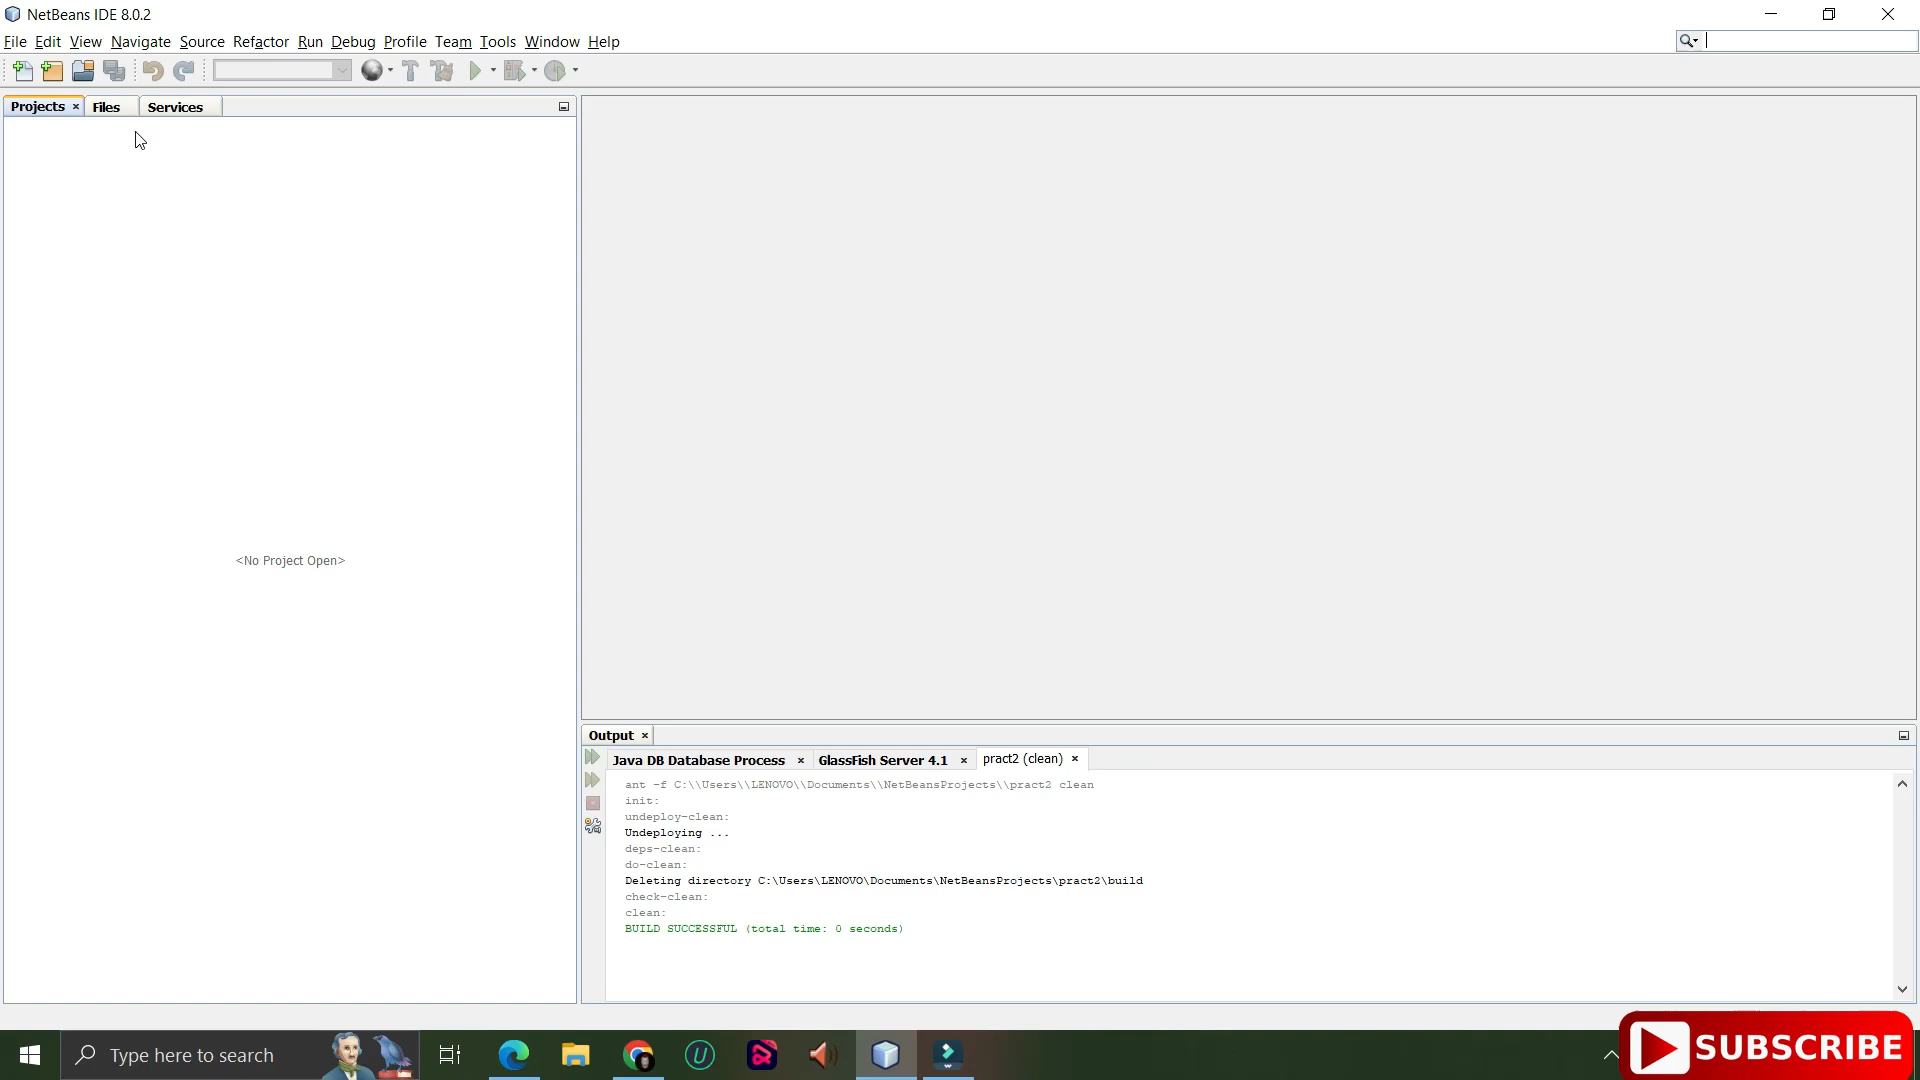 NetBeans IDE 8.0.2
File Edit View Navigate Source Refactor Run Debug Profile Team Tools Window Help
Projects Files Services
<No Project Open>
Output
Java DB Database Process GlassFish Server 4.1 pract2 (clean)
ant -f C:\\Users\\LENOVO\\Documents\\NetBeansProjects\\pract2 clean
init:
undeploy-clean:
Undeploying ...
deps-clean:
do-clean:
Deleting directory C:\Users\LENOVO\Documents\NetBeansProjects\pract2\build
check-clean:
clean:
BUILD SUCCESSFUL (total time: 0 seconds)
Type here to search
SUBSCRIBE